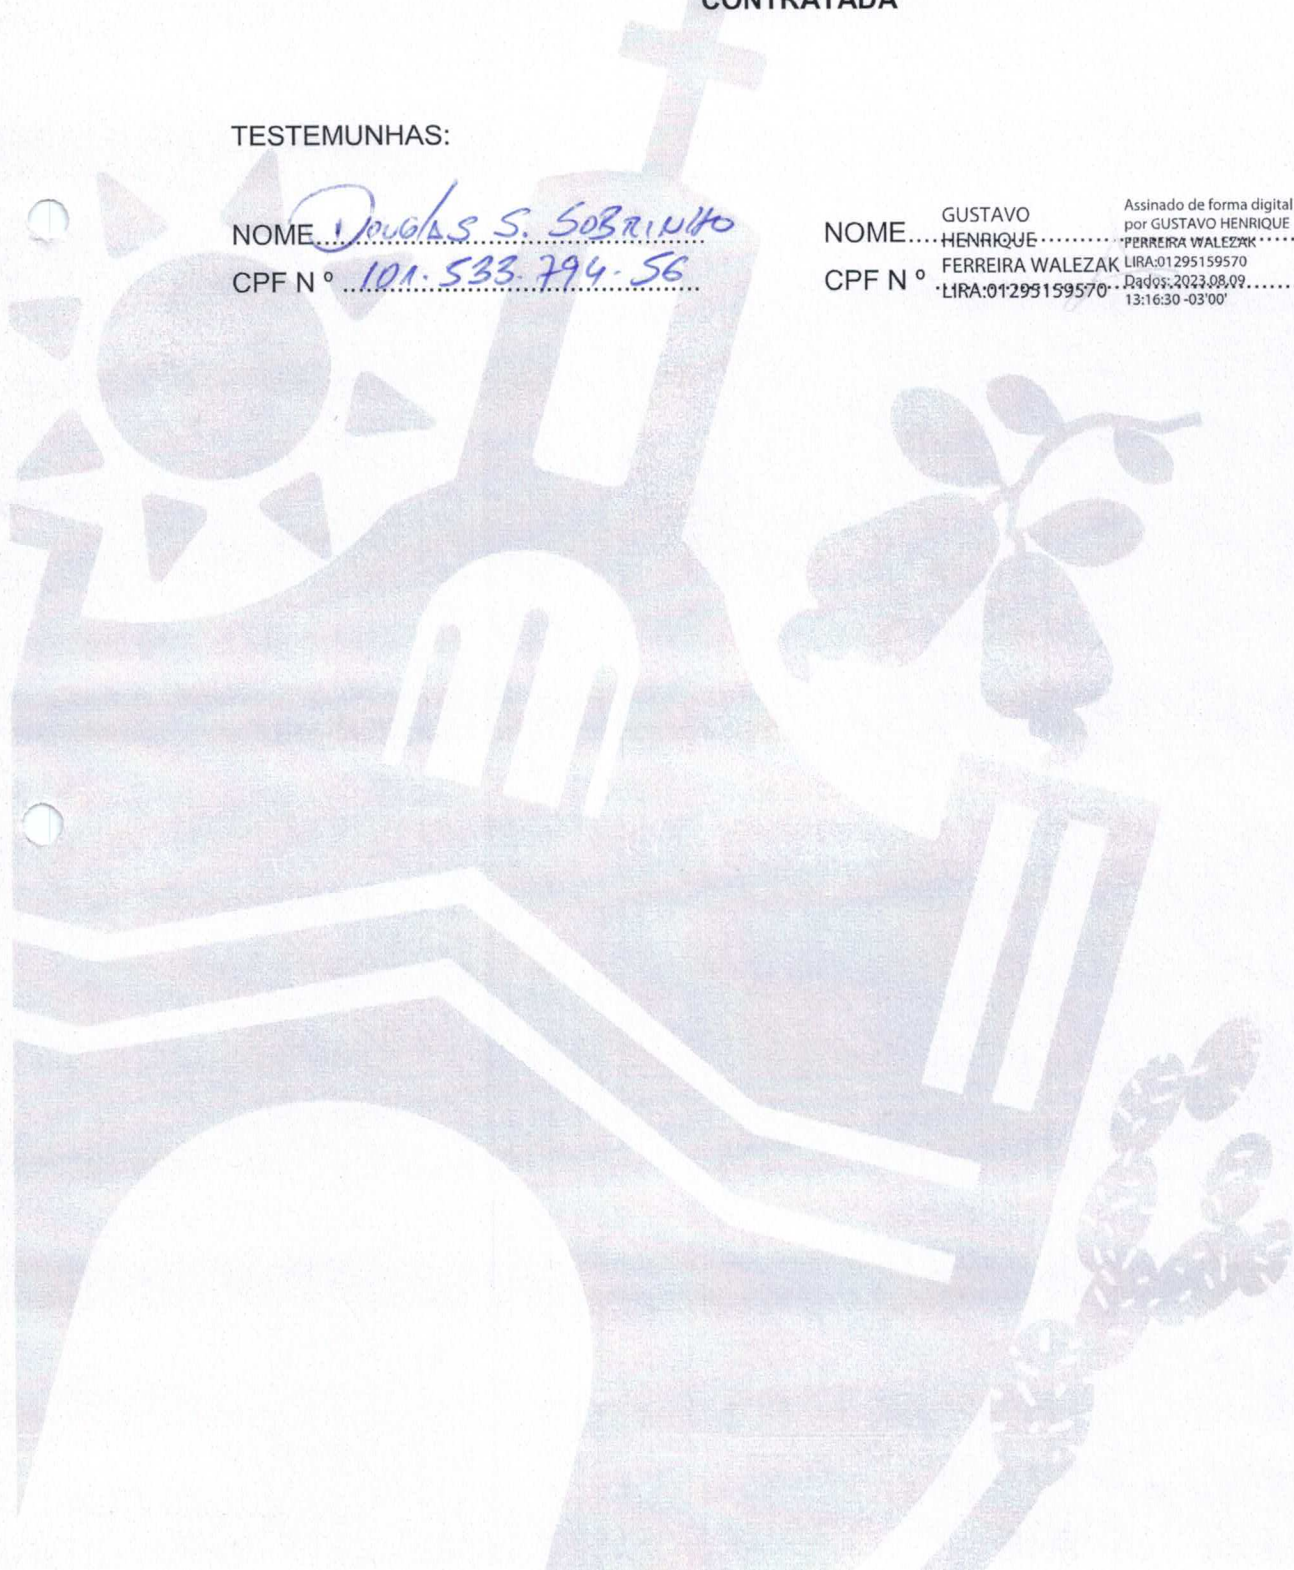 CONTRATADA
TESTEMUNHAS:
NOME Douglas S. SOBRINHO
CPF N º 101.533.794-56
NOME.... GUSTAVO HENRIQUE
CPF N º FERREIRA WALEZAK LIRA:01295159570
Assinado de forma digital
por GUSTAVO HENRIQUE
FERREIRA WALEZAK
LIRA:01295159570
Dados: 2023.08.09
13:16:30 -03'00'